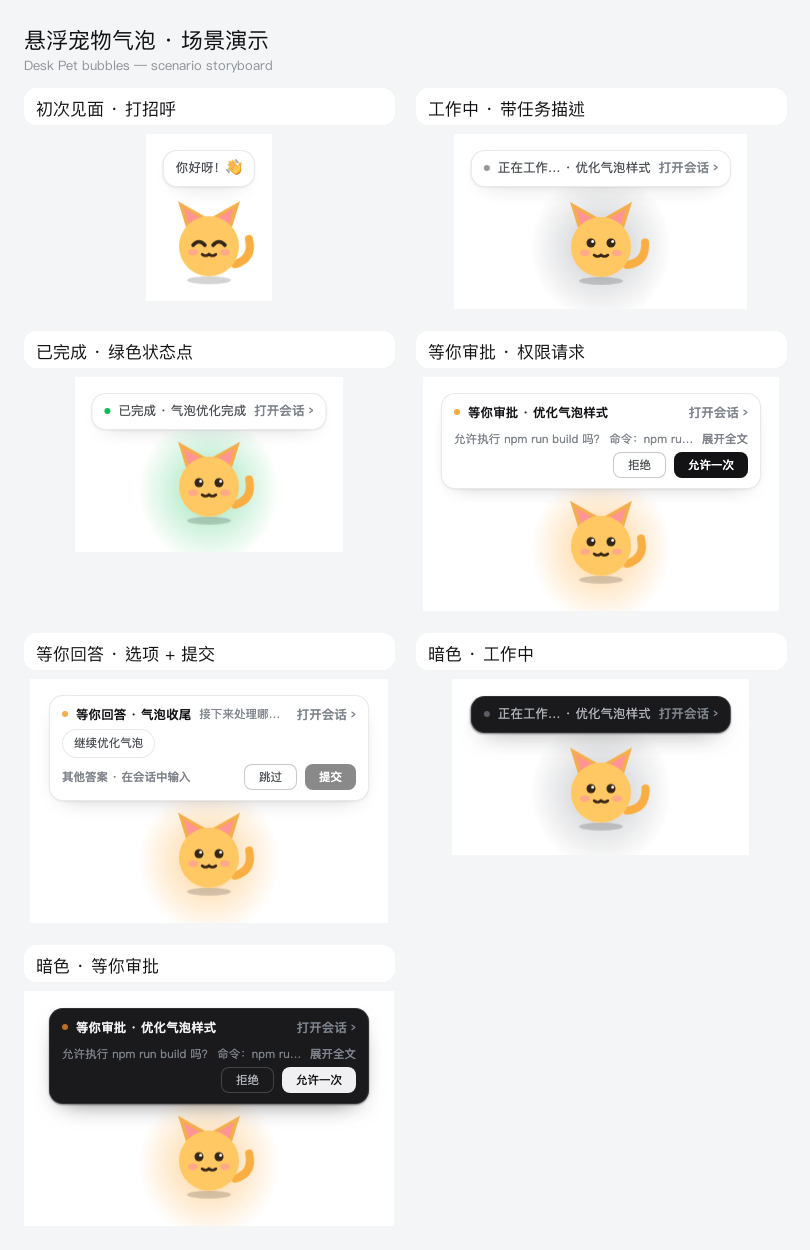 悬浮宠物气泡 · 场景演示
Desk Pet bubbles — scenario storyboard
初次见面 · 打招呼
你好呀! 👋
工作中 · 带任务描述
正在工作... · 优化气泡样式 打开会话 ›
已完成 · 绿色状态点
已完成 · 气泡优化完成 打开会话 ›
等你审批 · 权限请求
等你审批 · 优化气泡样式 打开会话 ›
允许执行 npm run build 吗? 命令: npm ru... 展开全文
拒绝 允许一次
等你回答 · 选项 + 提交
等你回答 · 气泡收尾 接下来处理哪... 打开会话 ›
继续优化气泡
其他答案 · 在会话中输入 跳过 提交
暗色 · 工作中
正在工作... · 优化气泡样式 打开会话 ›
暗色 · 等你审批
等你审批 · 优化气泡样式 打开会话 ›
允许执行 npm run build 吗? 命令: npm ru... 展开全文
拒绝 允许一次